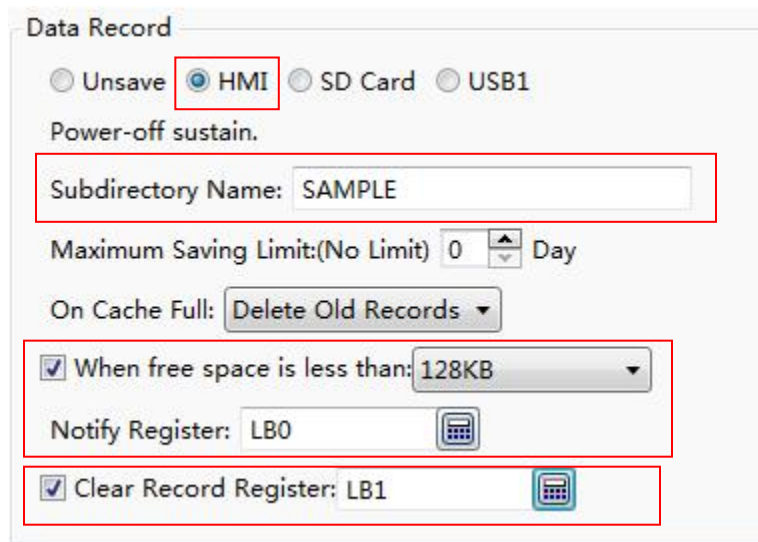 Data Record
Unsave HMI SD Card USB1
Power-off sustain.
Subdirectory Name: SAMPLE
Maximum Saving Limit:(No Limit) 0 Day
On Cache Full: Delete Old Records
When free space is less than: 128KB
Notify Register: LB0
Clear Record Register: LB1